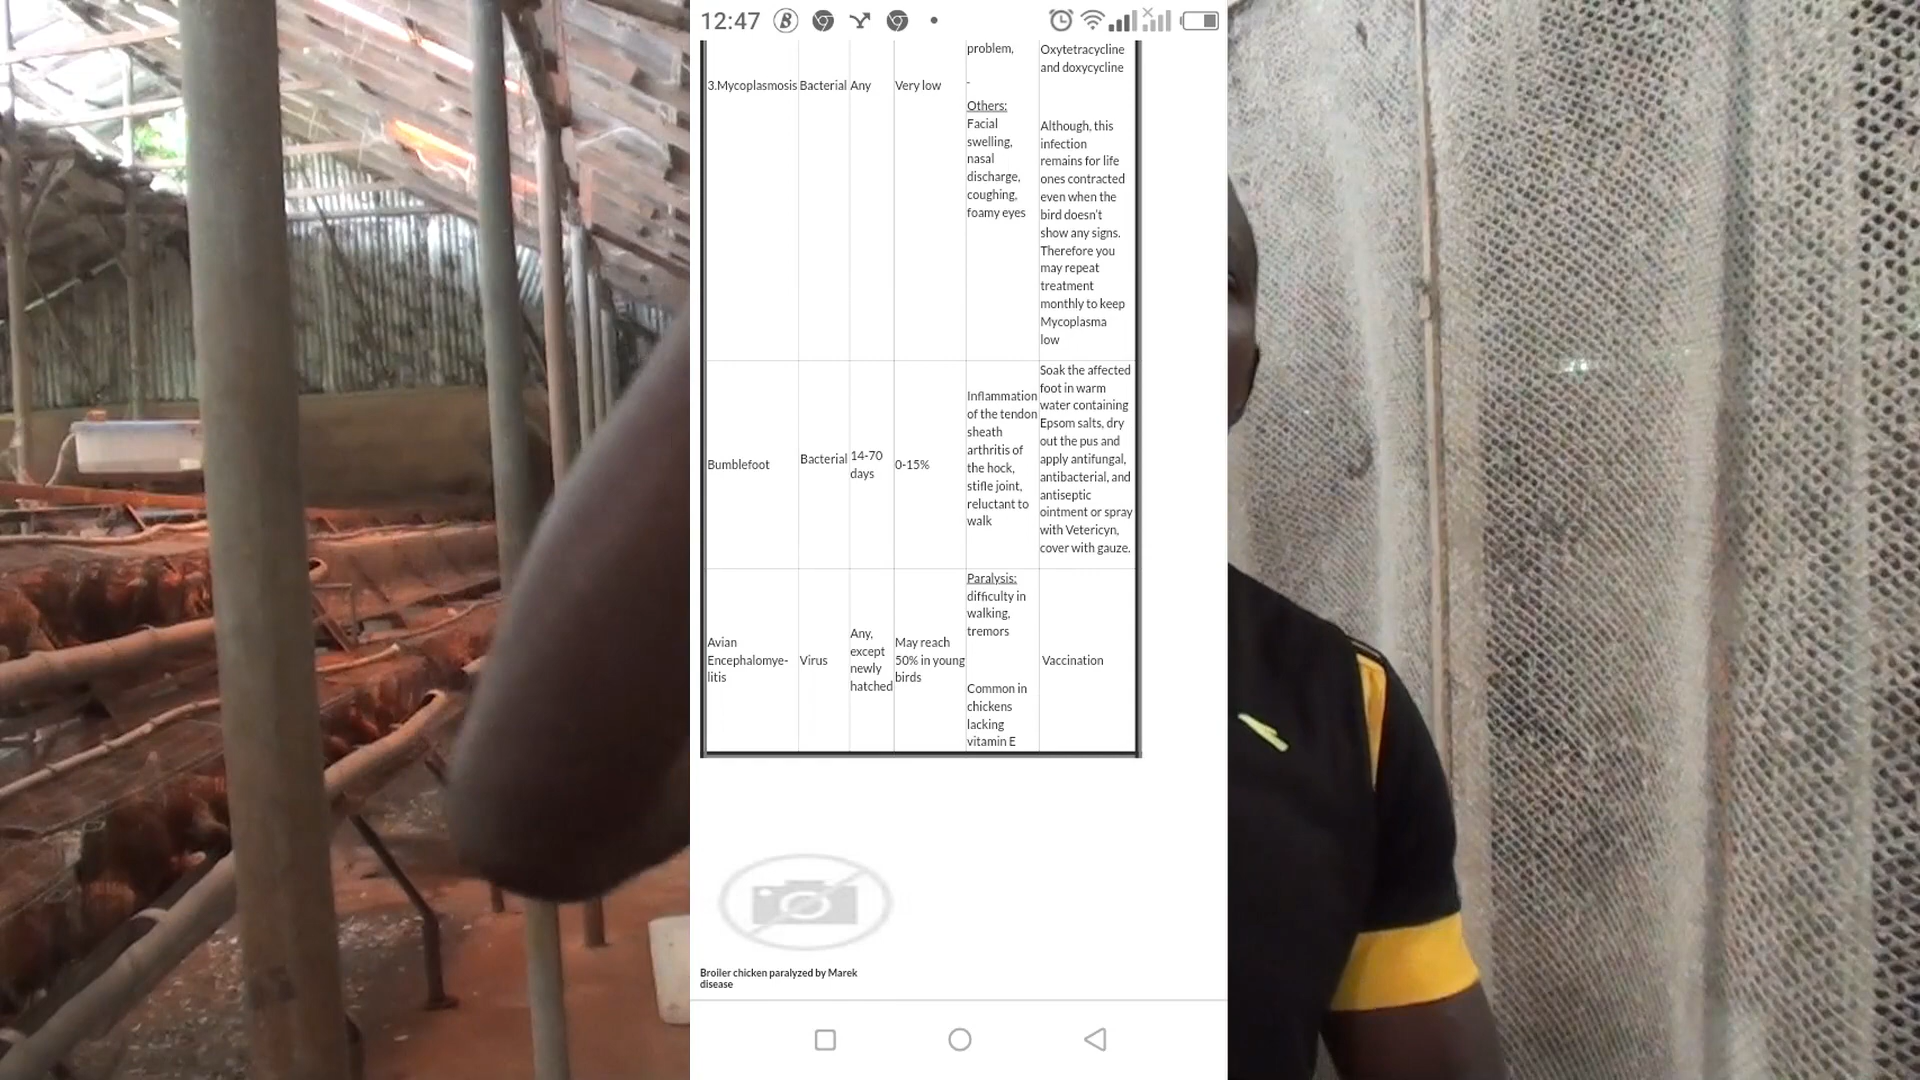 12:47
problem,
-
Others:
Facial
swelling,
nasal
discharge,
coughing,
foamy eyes
Oxytetracycline
and doxycycline
Although, this
infection
remains for life
ones contracted
even when the
bird doesn't
show any signs.
Therefore you
may repeat
treatment
monthly to keep
Mycoplasma
low
3.Mycoplasmosis Bacterial Any Very low
Bumblefoot
Bacterial
14-70
days
0-15%
Inflammation
of the tendon
sheath
arthritis of
the hock,
stifle joint,
reluctant to
walk
Soak the affected
foot in warm
water containing
Epsom salts, dry
out the pus and
apply antifungal,
antibacterial, and
antiseptic
ointment or spray
with Vetericyn,
cover with gauze.
Avian
Encephalomye-
litis
Virus
Any,
except
newly
hatched
May reach
50% in young
birds
Paralysis:
difficulty in
walking,
tremors
Common in
chickens
lacking
vitamin E
Vaccination
Broiler chicken paralyzed by Marek
disease